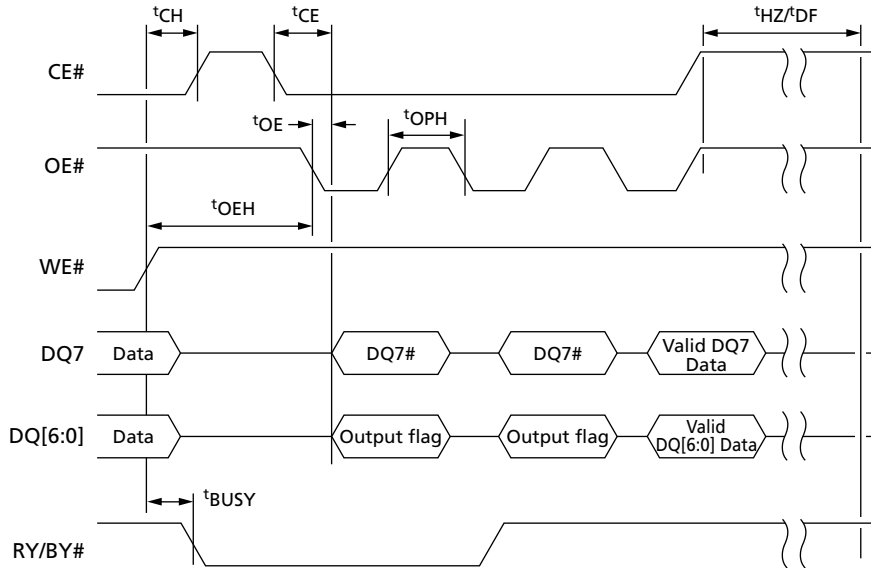 tCH
tCE
tHZ/tDF
CE#
tOE
tOPH
OE#
tOEH
WE#
DQ7
Data
DQ7#
DQ7#
Valid DQ7
Data
DQ[6:0]
Data
Output flag
Output flag
Valid
DQ[6:0] Data
tBUSY
RY/BY#